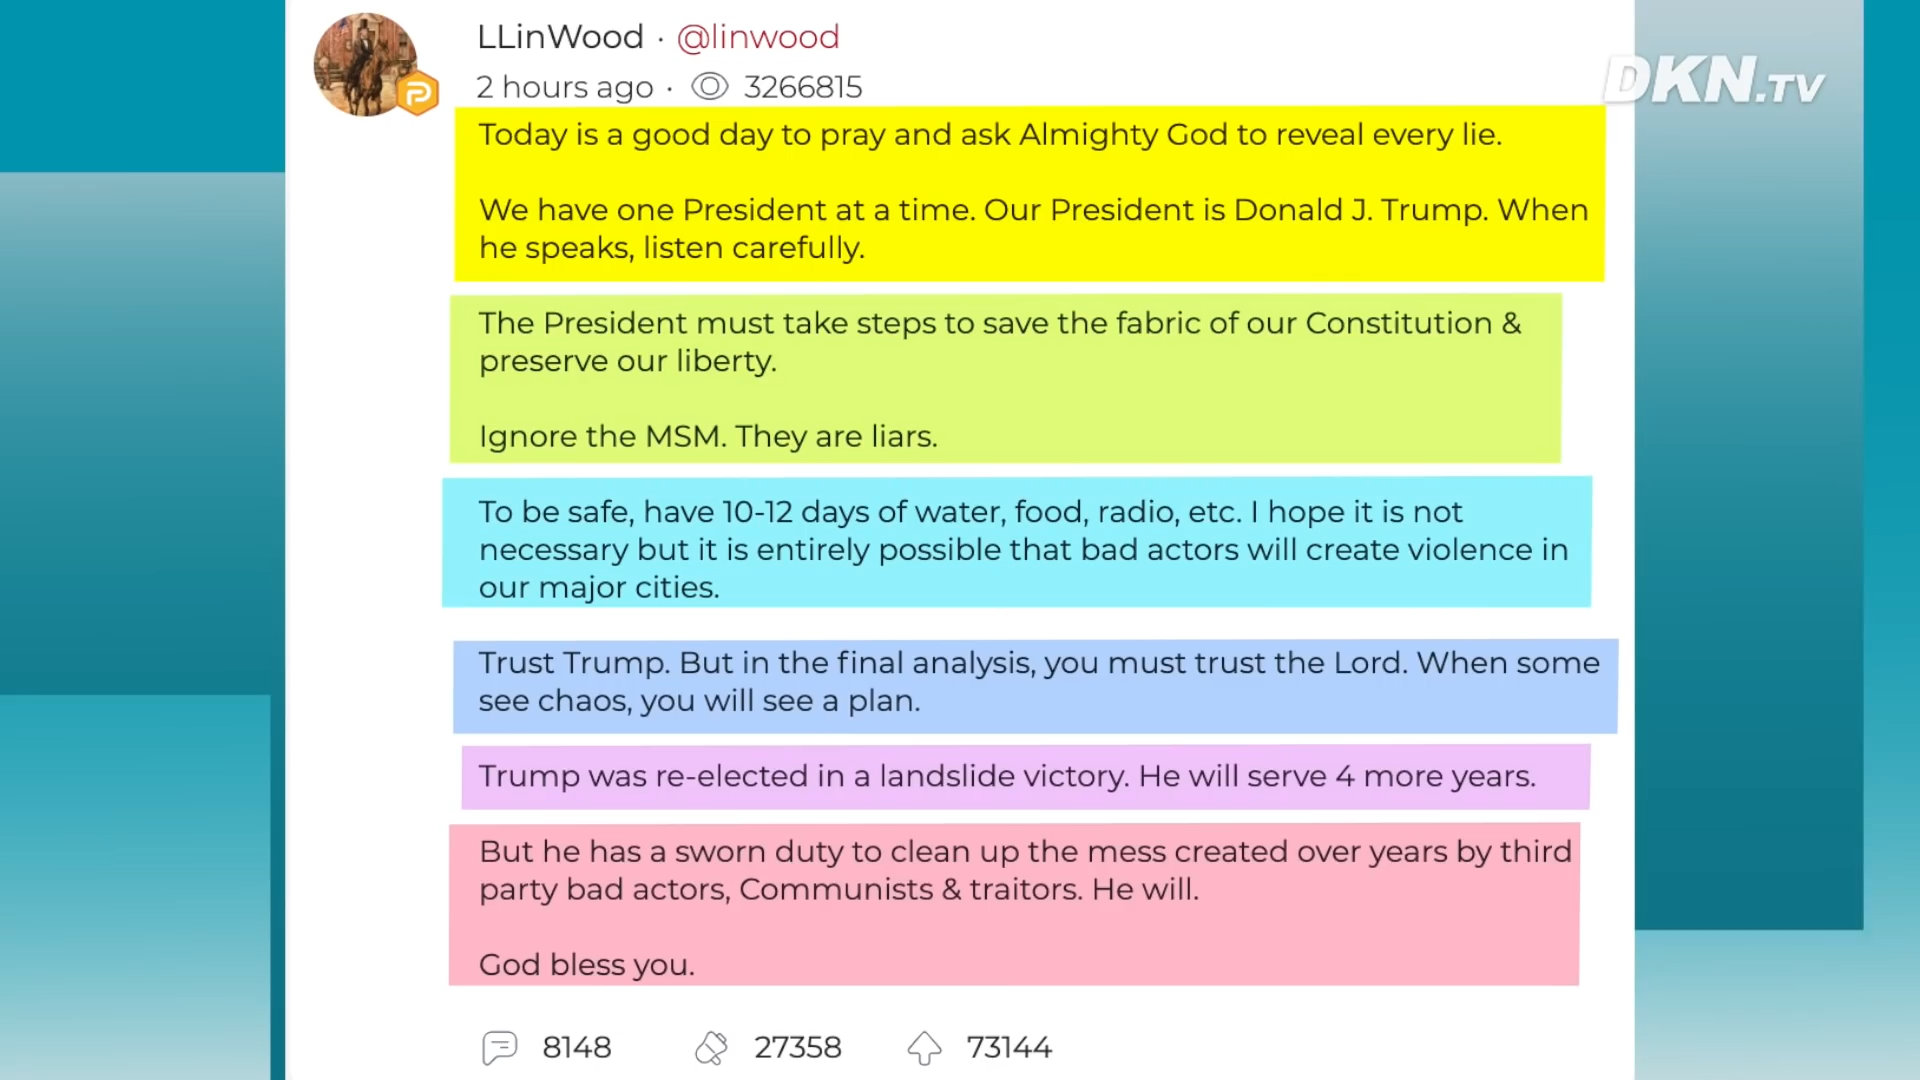 LLinWood · @linwood
2 hours ago · 3266815
DKN.TV
Today is a good day to pray and ask Almighty God to reveal every lie.
We have one President at a time. Our President is Donald J. Trump. When
he speaks, listen carefully.
The President must take steps to save the fabric of our Constitution &
preserve our liberty.
Ignore the MSM. They are liars.
To be safe, have 10-12 days of water, food, radio, etc. I hope it is not
necessary but it is entirely possible that bad actors will create violence in
our major cities.
Trust Trump. But in the final analysis, you must trust the Lord. When some
see chaos, you will see a plan.
Trump was re-elected in a landslide victory. He will serve 4 more years.
But he has a sworn duty to clean up the mess created over years by third
party bad actors, Communists & traitors. He will.
God bless you.
8148 27358 73144